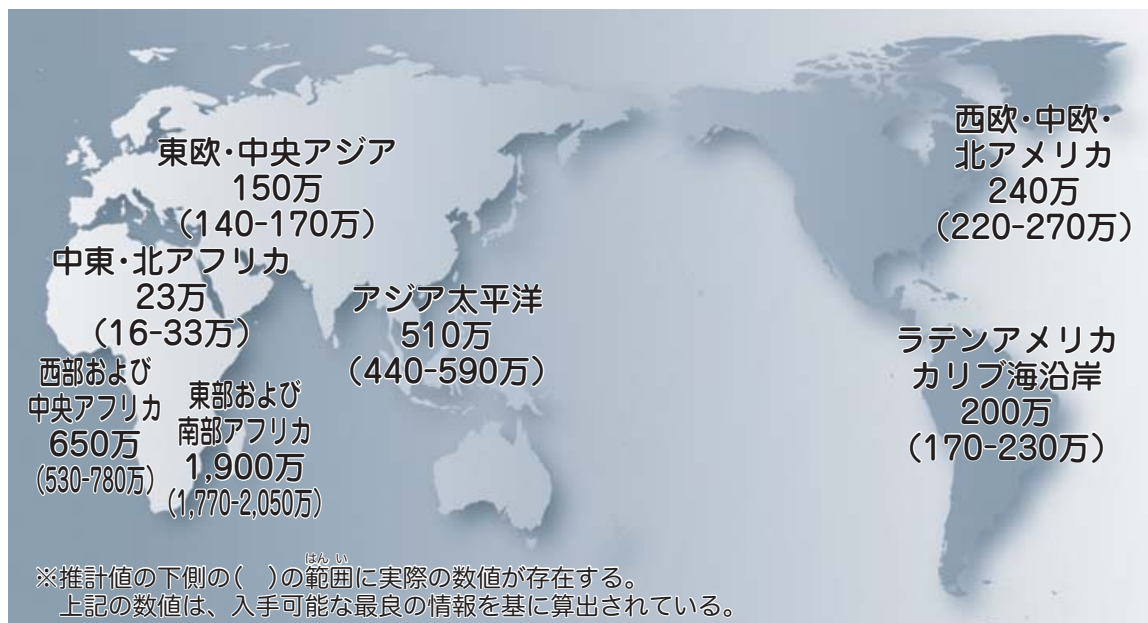 東欧・中央アジア
150万
(140-170万)
中東・北アフリカ
23万
(16-33万)
西部および
中央アフリカ
650万
(530-780万)
東部および
南部アフリカ
1,900万
(1,770-2,050万)
アジア太平洋
510万
(440-590万)
西欧・中欧・
北アメリカ
240万
(220-270万)
ラテンアメリカ
カリブ海沿岸
200万
(170-230万)
はんい
※推計値の下側の(　)の範囲に実際の数値が存在する。
上記の数値は、入手可能な最良の情報を基に算出されている。